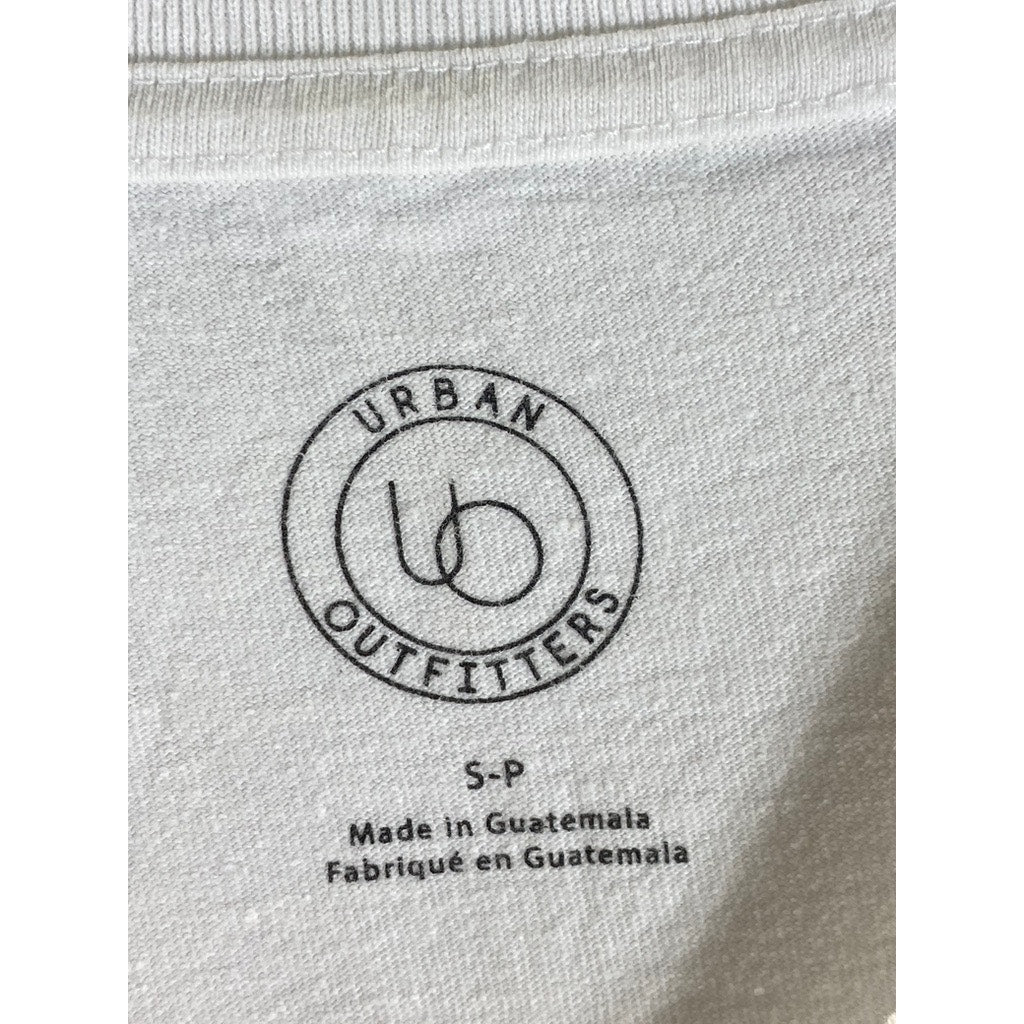 URBAN
UO
OUTFITTERS
S-P
Made in Guatemala
Fabriqué en Guatemala